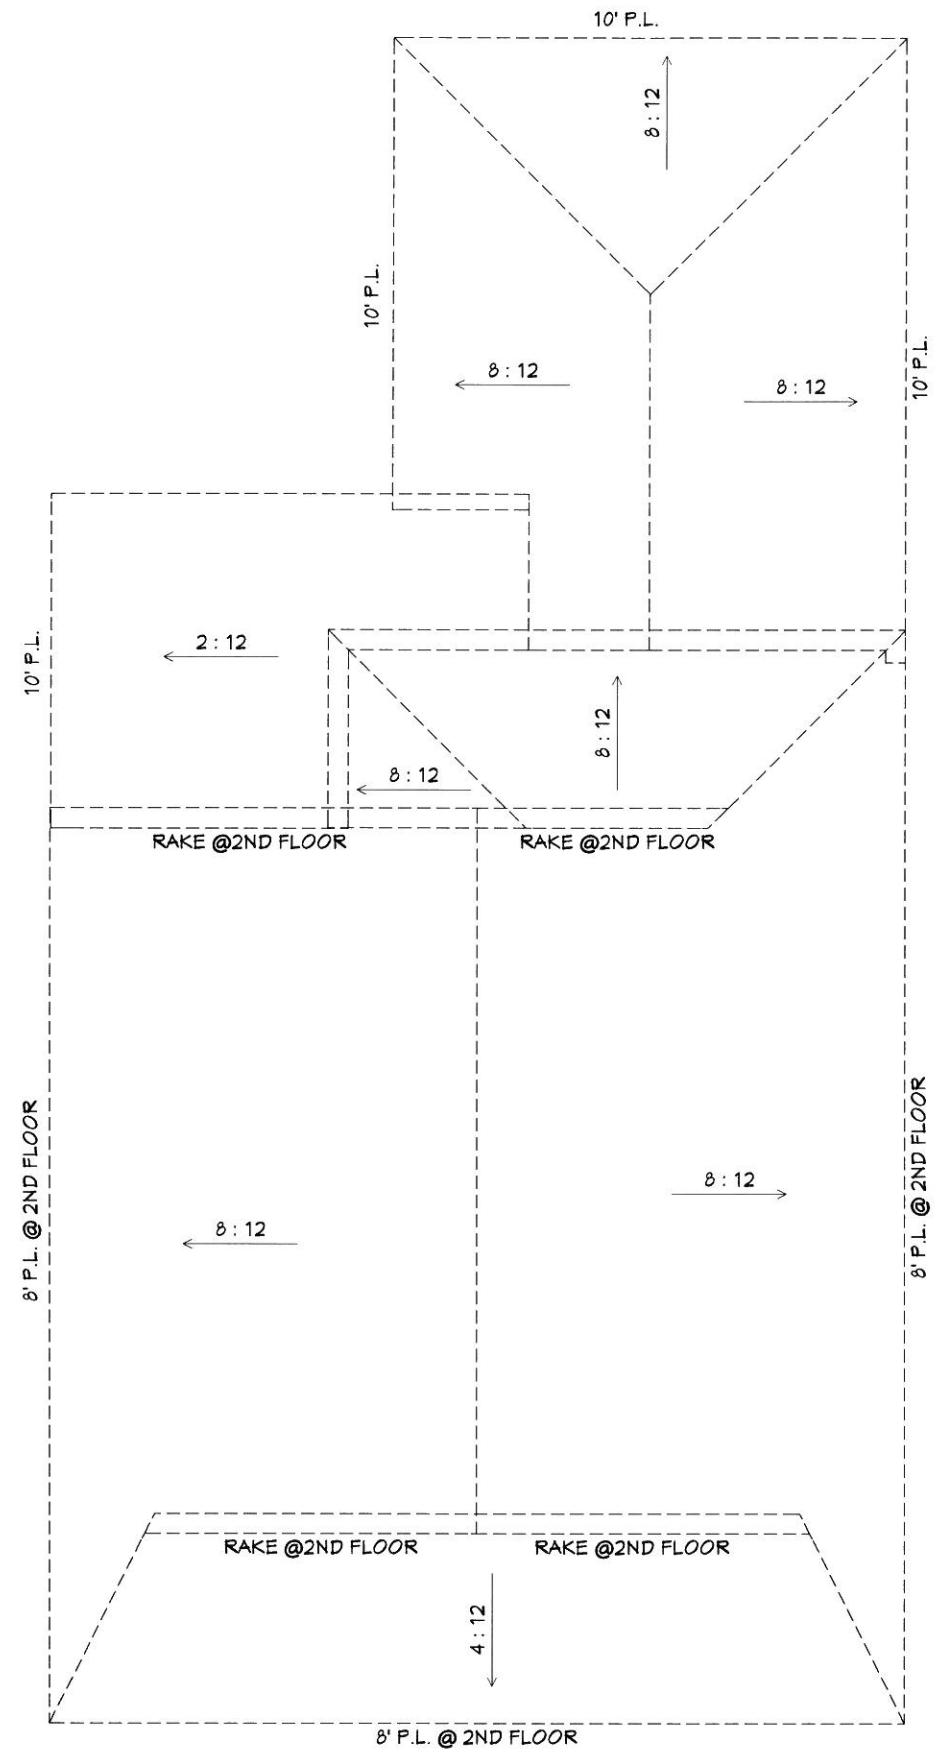 10' P.L.
8 : 12
10' P.L.
10' P.L.
8 : 12
8 : 12
10' P.L.
2 : 12
8 : 12
8 : 12
RAKE @2ND FLOOR
RAKE @2ND FLOOR
8' P.L. @ 2ND FLOOR
8' P.L. @ 2ND FLOOR
8 : 12
8 : 12
RAKE @2ND FLOOR
RAKE @2ND FLOOR
4 : 12
8' P.L. @ 2ND FLOOR